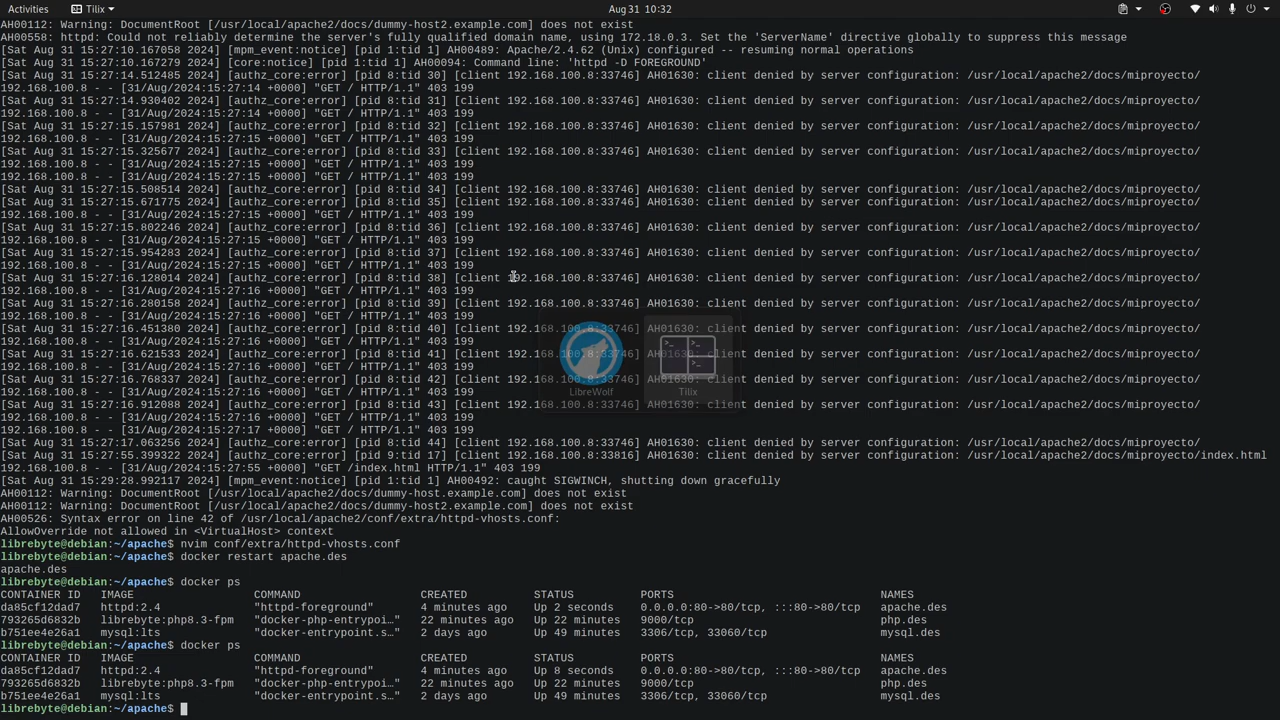 Activities
Tilix
Aug 31 10:32
AH00112: Warning: DocumentRoot [/usr/local/apache2/docs/dummy-host2.example.com] does not exist
AH00558: httpd: Could not reliably determine the server's fully qualified domain name, using 172.18.0.3. Set the 'ServerName' directive globally to suppress this message
[Sat Aug 31 15:27:10.167058 2024] [mpm_event:notice] [pid 1:tid 1] AH00489: Apache/2.4.62 (Unix) configured -- resuming normal operations
[Sat Aug 31 15:27:10.167279 2024] [core:notice] [pid 1:tid 1] AH00094: Command line: 'httpd -D FOREGROUND'
[Sat Aug 31 15:27:14.512485 2024] [authz_core:error] [pid 8:tid 30] [client 192.168.100.8:33746] AH01630: client denied by server configuration: /usr/local/apache2/docs/miproyecto/
192.168.100.8 - - [31/Aug/2024:15:27:14 +0000] "GET / HTTP/1.1" 403 199
[Sat Aug 31 15:27:14.930402 2024] [authz_core:error] [pid 8:tid 31] [client 192.168.100.8:33746] AH01630: client denied by server configuration: /usr/local/apache2/docs/miproyecto/
192.168.100.8 - - [31/Aug/2024:15:27:14 +0000] "GET / HTTP/1.1" 403 199
[Sat Aug 31 15:27:15.157981 2024] [authz_core:error] [pid 8:tid 32] [client 192.168.100.8:33746] AH01630: client denied by server configuration: /usr/local/apache2/docs/miproyecto/
192.168.100.8 - - [31/Aug/2024:15:27:15 +0000] "GET / HTTP/1.1" 403 199
[Sat Aug 31 15:27:15.325677 2024] [authz_core:error] [pid 8:tid 33] [client 192.168.100.8:33746] AH01630: client denied by server configuration: /usr/local/apache2/docs/miproyecto/
192.168.100.8 - - [31/Aug/2024:15:27:15 +0000] "GET / HTTP/1.1" 403 199
192.168.100.8 - - [31/Aug/2024:15:27:15 +0000] "GET / HTTP/1.1" 403 199
[Sat Aug 31 15:27:15.508514 2024] [authz_core:error] [pid 8:tid 34] [client 192.168.100.8:33746] AH01630: client denied by server configuration: /usr/local/apache2/docs/miproyecto/
[Sat Aug 31 15:27:15.671775 2024] [authz_core:error] [pid 8:tid 35] [client 192.168.100.8:33746] AH01630: client denied by server configuration: /usr/local/apache2/docs/miproyecto/
192.168.100.8 - - [31/Aug/2024:15:27:15 +0000] "GET / HTTP/1.1" 403 199
[Sat Aug 31 15:27:15.802246 2024] [authz_core:error] [pid 8:tid 36] [client 192.168.100.8:33746] AH01630: client denied by server configuration: /usr/local/apache2/docs/miproyecto/
192.168.100.8 - - [31/Aug/2024:15:27:15 +0000] "GET / HTTP/1.1" 403 199
[Sat Aug 31 15:27:15.954283 2024] [authz_core:error] [pid 8:tid 37] [client 192.168.100.8:33746] AH01630: client denied by server configuration: /usr/local/apache2/docs/miproyecto/
192.168.100.8 - - [31/Aug/2024:15:27:15 +0000] "GET / HTTP/1.1" 403 199
[Sat Aug 31 15:27:16.128014 2024] [authz_core:error] [pid 8:tid 38] [client 192.168.100.8:33746] AH01630: client denied by server configuration: /usr/local/apache2/docs/miproyecto/
192.168.100.8 - - [31/Aug/2024:15:27:16 +0000] "GET / HTTP/1.1" 403 199
[Sat Aug 31 15:27:16.280158 2024] [authz_core:error] [pid 8:tid 39] [client 192.168.100.8:33746] AH01630: client denied by server configuration: /usr/local/apache2/docs/miproyecto/
192.168.100.8 - - [31/Aug/2024:15:27:16 +0000] "GET / HTTP/1.1" 403 199
[Sat Aug 31 15:27:16.451380 2024] [authz_core:error] [pid 8:tid 40] [client 192.168.100.8:33746] AH01630: client denied by server configuration: /usr/local/apache2/docs/miproyecto/
192.168.100.8 - - [31/Aug/2024:15:27:16 +0000] "GET / HTTP/1.1" 403 199
[Sat Aug 31 15:27:16.621533 2024] [authz_core:error] [pid 8:tid 41] [client 192.168.100.8:33746] AH01630: client denied by server configuration: /usr/local/apache2/docs/miproyecto/
192.168.100.8 - - [31/Aug/2024:15:27:16 +0000] "GET / HTTP/1.1" 403 199
[Sat Aug 31 15:27:16.768337 2024] [authz_core:error] [pid 8:tid 42] [client 192.168.100.8:33746] AH01630: client denied by server configuration: /usr/local/apache2/docs/miproyecto/
192.168.100.8 - - [31/Aug/2024:15:27:16 +0000] "GET / HTTP/1.1" 403 199
[Sat Aug 31 15:27:16.912088 2024] [authz_core:error] [pid 8:tid 43] [client 192.168.100.8:33746] AH01630: client denied by server configuration: /usr/local/apache2/docs/miproyecto/
192.168.100.8 - - [31/Aug/2024:15:27:16 +0000] "GET / HTTP/1.1" 403 199
192.168.100.8 - - [31/Aug/2024:15:27:17 +0000] "GET / HTTP/1.1" 403 199
[Sat Aug 31 15:27:17.063256 2024] [authz_core:error] [pid 8:tid 44] [client 192.168.100.8:33746] AH01630: client denied by server configuration: /usr/local/apache2/docs/miproyecto/
[Sat Aug 31 15:27:55.399322 2024] [authz_core:error] [pid 9:tid 17] [client 192.168.100.8:33816] AH01630: client denied by server configuration: /usr/local/apache2/docs/miproyecto/index.html
192.168.100.8 - - [31/Aug/2024:15:27:55 +0000] "GET /index.html HTTP/1.1" 403 199
[Sat Aug 31 15:29:28.992117 2024] [mpm_event:notice] [pid 1:tid 1] AH00492: caught SIGWINCH, shutting down gracefully
AH00112: Warning: DocumentRoot [/usr/local/apache2/docs/dummy-host.example.com] does not exist
AH00112: Warning: DocumentRoot [/usr/local/apache2/docs/dummy-host2.example.com] does not exist
AH00526: Syntax error on line 42 of /usr/local/apache2/conf/extra/httpd-vhosts.conf:
AllowOverride not allowed in <VirtualHost> context
librebyte@debian:~/apache$ nvim conf/extra/httpd-vhosts.conf
librebyte@debian:~/apache$ docker restart apache.des
apache.des
librebyte@debian:~/apache$ docker ps
CONTAINER ID IMAGE COMMAND CREATED STATUS PORTS NAMES
da85cf12dad7 httpd:2.4 "httpd-foreground" 4 minutes ago Up 2 seconds 0.0.0.0:80->80/tcp, :::80->80/tcp apache.des
793265d6832b librebyte:php8.3-fpm "docker-php-entrypoi…" 22 minutes ago Up 22 minutes 9000/tcp php.des
b751ee4e26a1 mysql:lts "docker-entrypoint.s…" 2 days ago Up 49 minutes 3306/tcp, 33060/tcp mysql.des
librebyte@debian:~/apache$ docker ps
CONTAINER ID IMAGE COMMAND CREATED STATUS PORTS NAMES
da85cf12dad7 httpd:2.4 "httpd-foreground" 4 minutes ago Up 8 seconds 0.0.0.0:80->80/tcp, :::80->80/tcp apache.des
793265d6832b librebyte:php8.3-fpm "docker-php-entrypoi…" 22 minutes ago Up 22 minutes 9000/tcp php.des
b751ee4e26a1 mysql:lts "docker-entrypoint.s…" 2 days ago Up 49 minutes 3306/tcp, 33060/tcp mysql.des
librebyte@debian:~/apache$
LibreWolf
Tilix